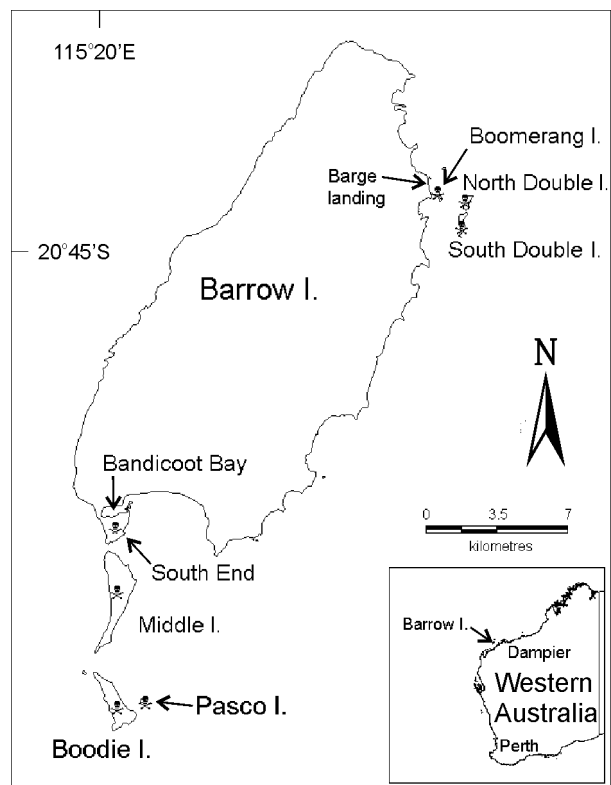 115°20'E
Boomerang I.
Barge
landing
North Double I.
20°45'S
South Double I.
Barrow I.
N
Bandicoot Bay
0 3.5 7
kilometres
South End
Middle I.
Barrow I.
Dampier
Western
Australia
Pasco I.
Boodie I.
Perth